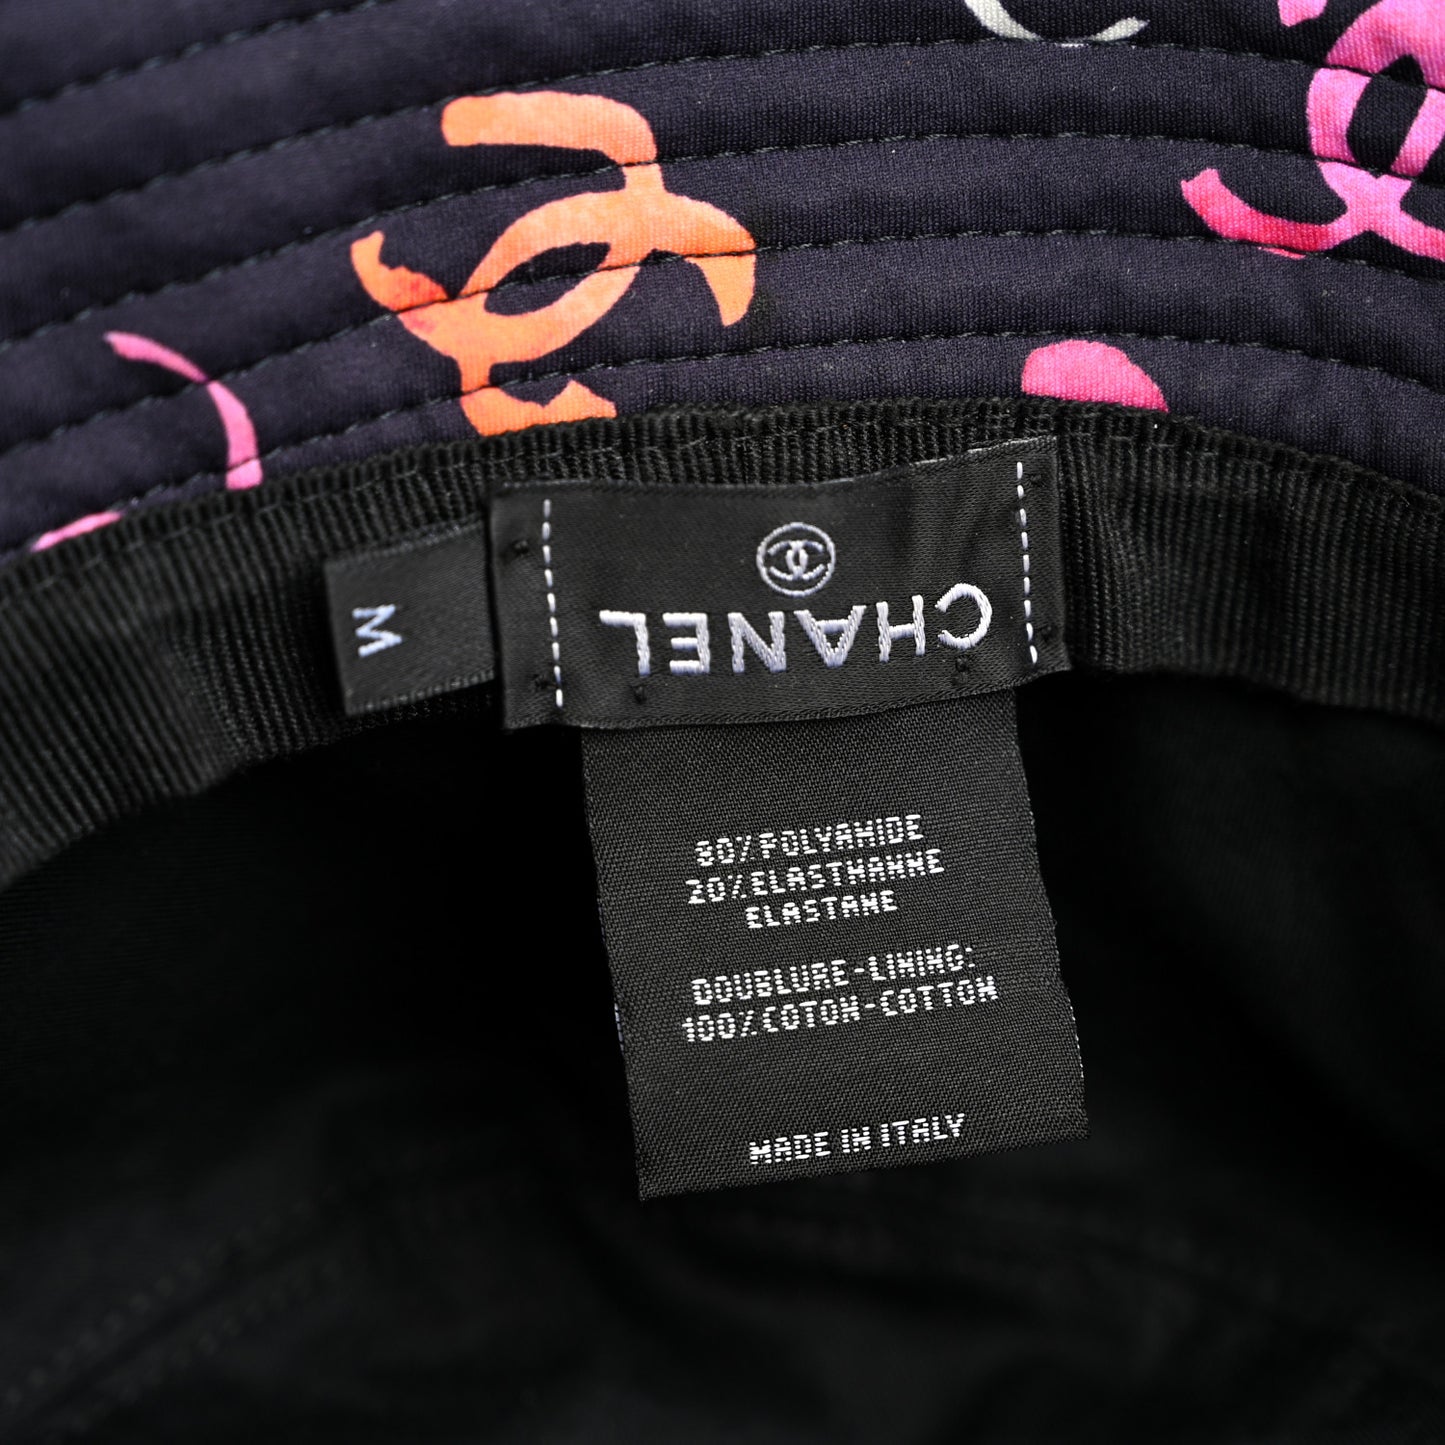 CHANEL
M
80% POLYAMIDE
20% ELASTHANNE
ELASTANE
DOUBLURE-LINING:
100% COTON-COTTON
MADE IN ITALY